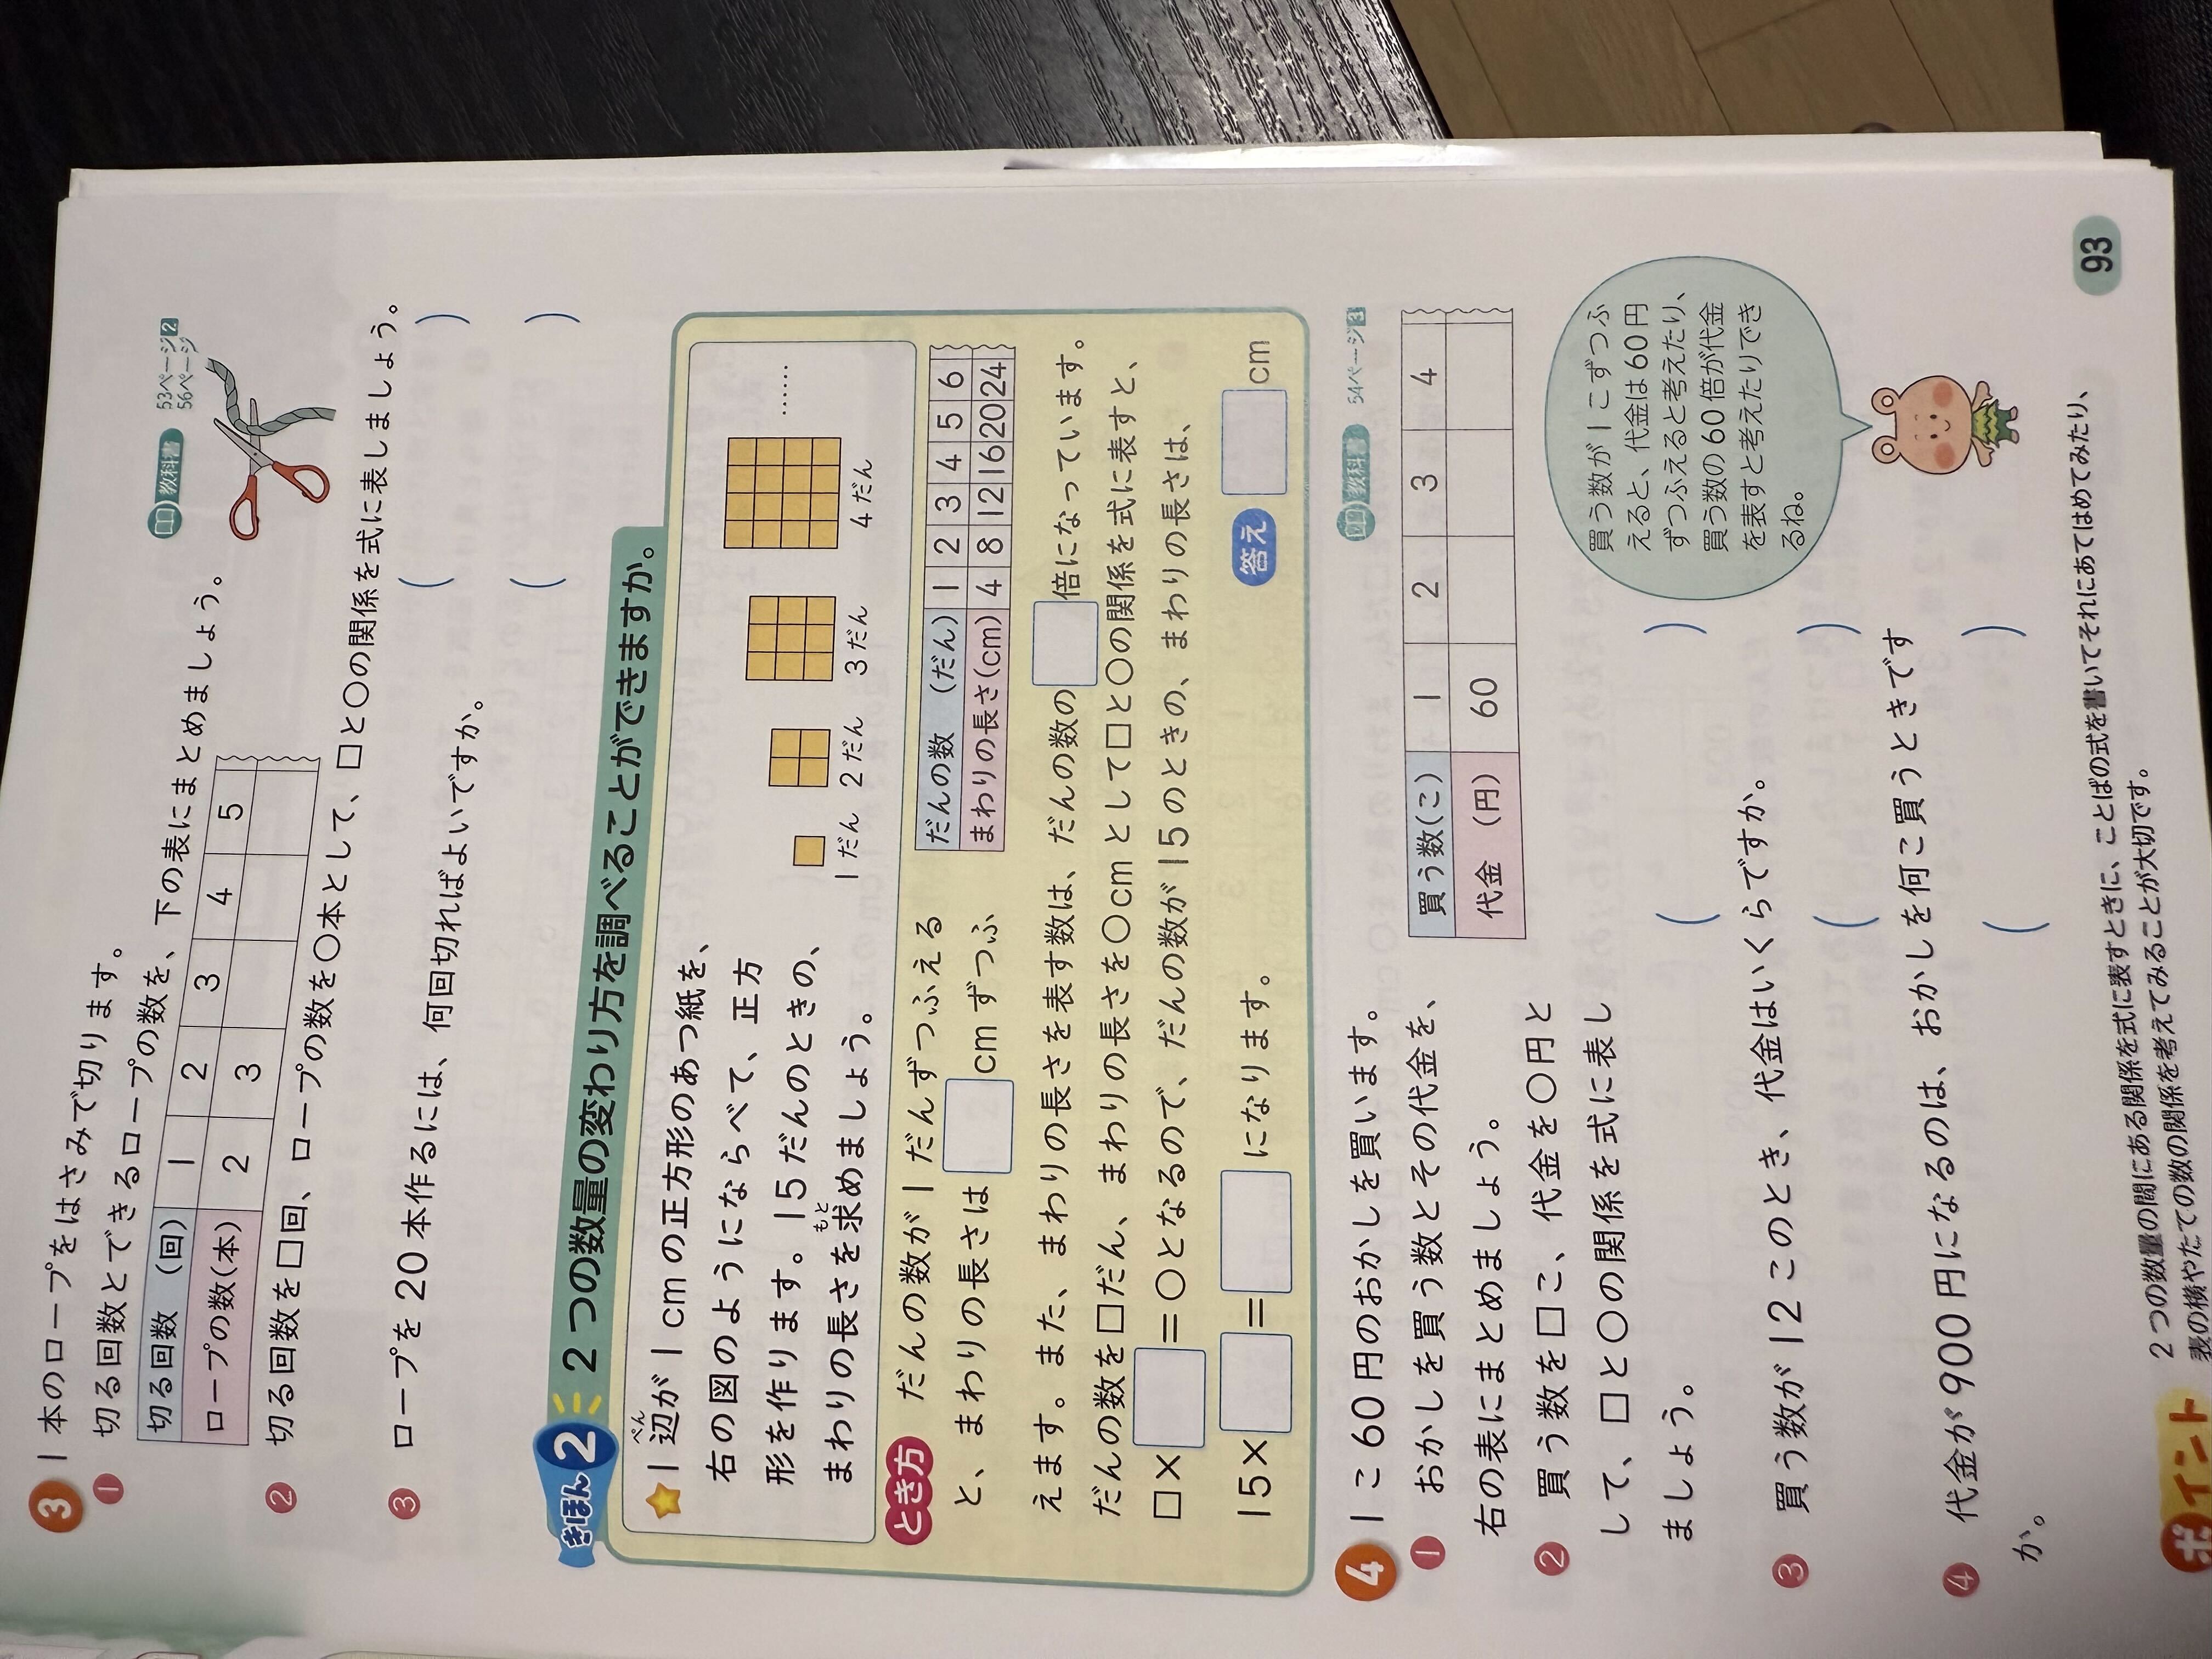 3 1本のロープをはさみで切ります。
教科書 53ページ2 56ページ
❶ 切る回数とできるロープの数を、下の表にまとめましょう。
切る回数 (回) 1 2 3 4 5
ロープの数(本) 2 3
❷ 切る回数を□回、ロープの数を○本として、□と○の関係を式に表しましょう。
( )
❸ ロープを20本作るには、何回切ればよいですか。
( )
きほん2 2つの数量の変わり方を調べることができますか。
★1辺が1cmの正方形のあつ紙を、
べん
右の図のようにならべて、正方
形を作ります。15だんのときの、
まわりの長さを求めましょう。
もと
1だん 2だん 3だん 4だん ……
とき方 だんの数が1だんずつふえる
と、まわりの長さは□cmずつふ
えます。また、まわりの長さを表す数は、だんの数の□倍になっています。
だんの数 (だん) 1 2 3 4 5 6
まわりの長さ(cm) 4 8 12 16 20 24
だんの数を□だん、まわりの長さを○cmとして□と○の関係を式に表すと、
□×□=○となるので、だんの数が15のときの、まわりの長さは、
15×□=□になります。 答え □cm
4 1こ60円のおかしを買います。
教科書 54ページ3
❶ おかしを買う数とその代金を、
右の表にまとめましょう。
買う数(こ) 1 2 3 4
代金 (円) 60
❷ 買う数を□こ、代金を○円と
して、□と○の関係を式に表し
ましょう。
( )
買う数が1こずつふ
えると、代金は60円
ずつふえると考えたり、
買う数の60倍が代金
を表すと考えたりでき
るね。
❸ 買う数が12このとき、代金はいくらですか。
( )
❹ 代金が900円になるのは、おかしを何こ買うときです
か。
( )
ポイント
2つの数量の間にある関係を式に表すときに、ことばの式を書いてそれにあてはめてみたり、
表の横やたての数の関係を考えてみることが大切です。
93